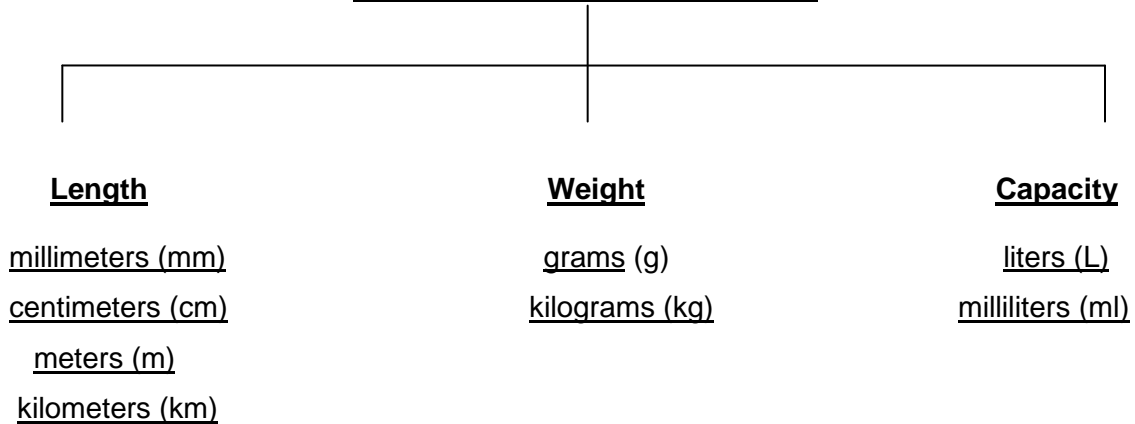 Length
millimeters (mm)
centimeters (cm)
meters (m)
kilometers (km)
Weight
grams (g)
kilograms (kg)
Capacity
liters (L)
milliliters (ml)